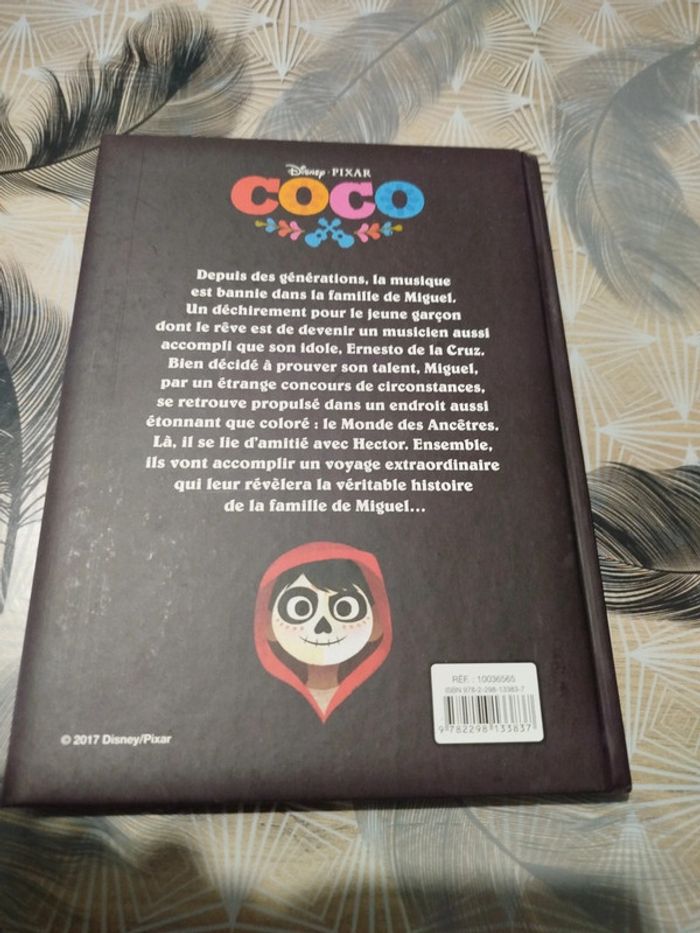 Disney · PIXAR
COCO
Depuis des générations, la musique
est bannie dans la famille de Miguel.
Un déchirement pour le jeune garçon
dont le rêve est de devenir un musicien aussi
accompli que son idole, Ernesto de la Cruz.
Bien décidé à prouver son talent, Miguel,
par un étrange concours de circonstances,
se retrouve propulsé dans un endroit aussi
étonnant que coloré : le Monde des Ancêtres.
Là, il se lie d'amitié avec Hector. Ensemble,
ils vont accomplir un voyage extraordinaire
qui leur révèlera la véritable histoire
de la famille de Miguel...
RÉF. : 10036565
ISBN 978-2-298-13383-7
9 782298 133837
© 2017 Disney/Pixar